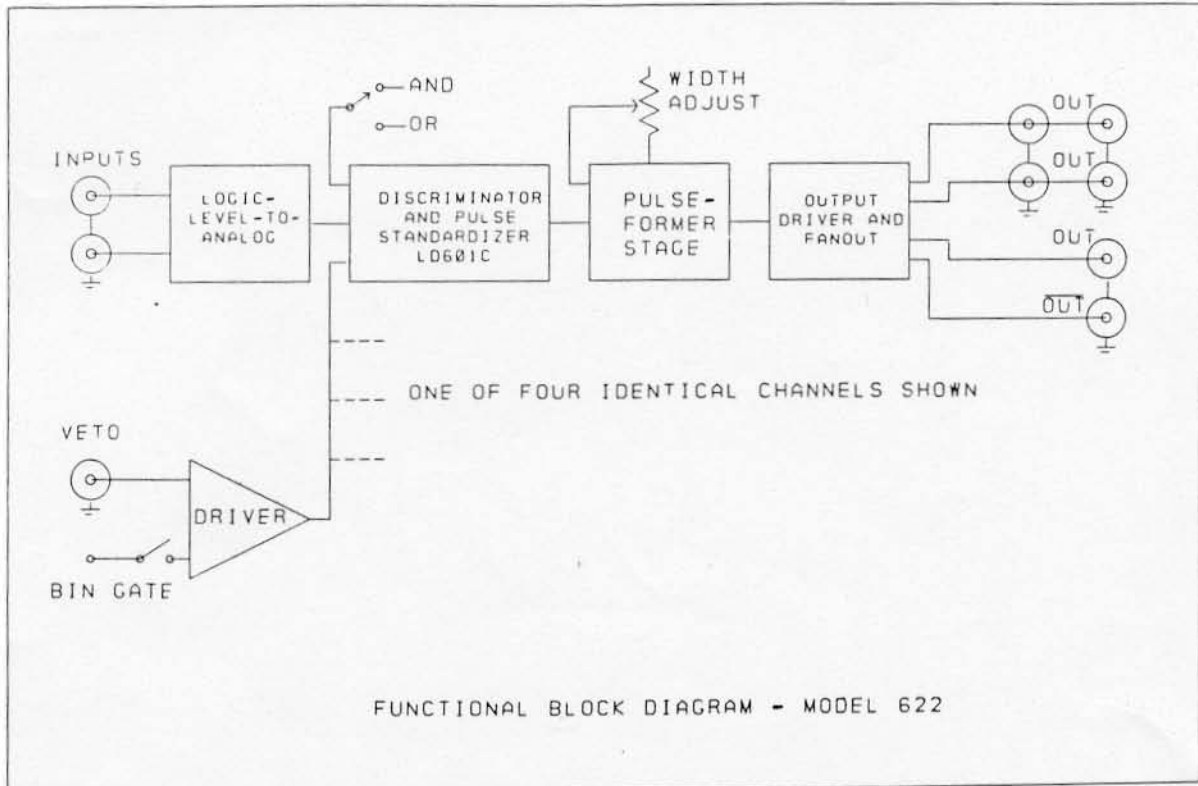 AND
OR
WIDTH
ADJUST
OUT
OUT
OUT
OUT
INPUTS
LOGIC-
LEVEL-TO-
ANALOG
DISCRIMINATOR
AND PULSE
STANDARDIZER
LD601C
PULSE-
FORMER
STAGE
OUTPUT
DRIVER AND
FANOUT
ONE OF FOUR IDENTICAL CHANNELS SHOWN
VETO
DRIVER
BIN GATE
FUNCTIONAL BLOCK DIAGRAM - MODEL 622